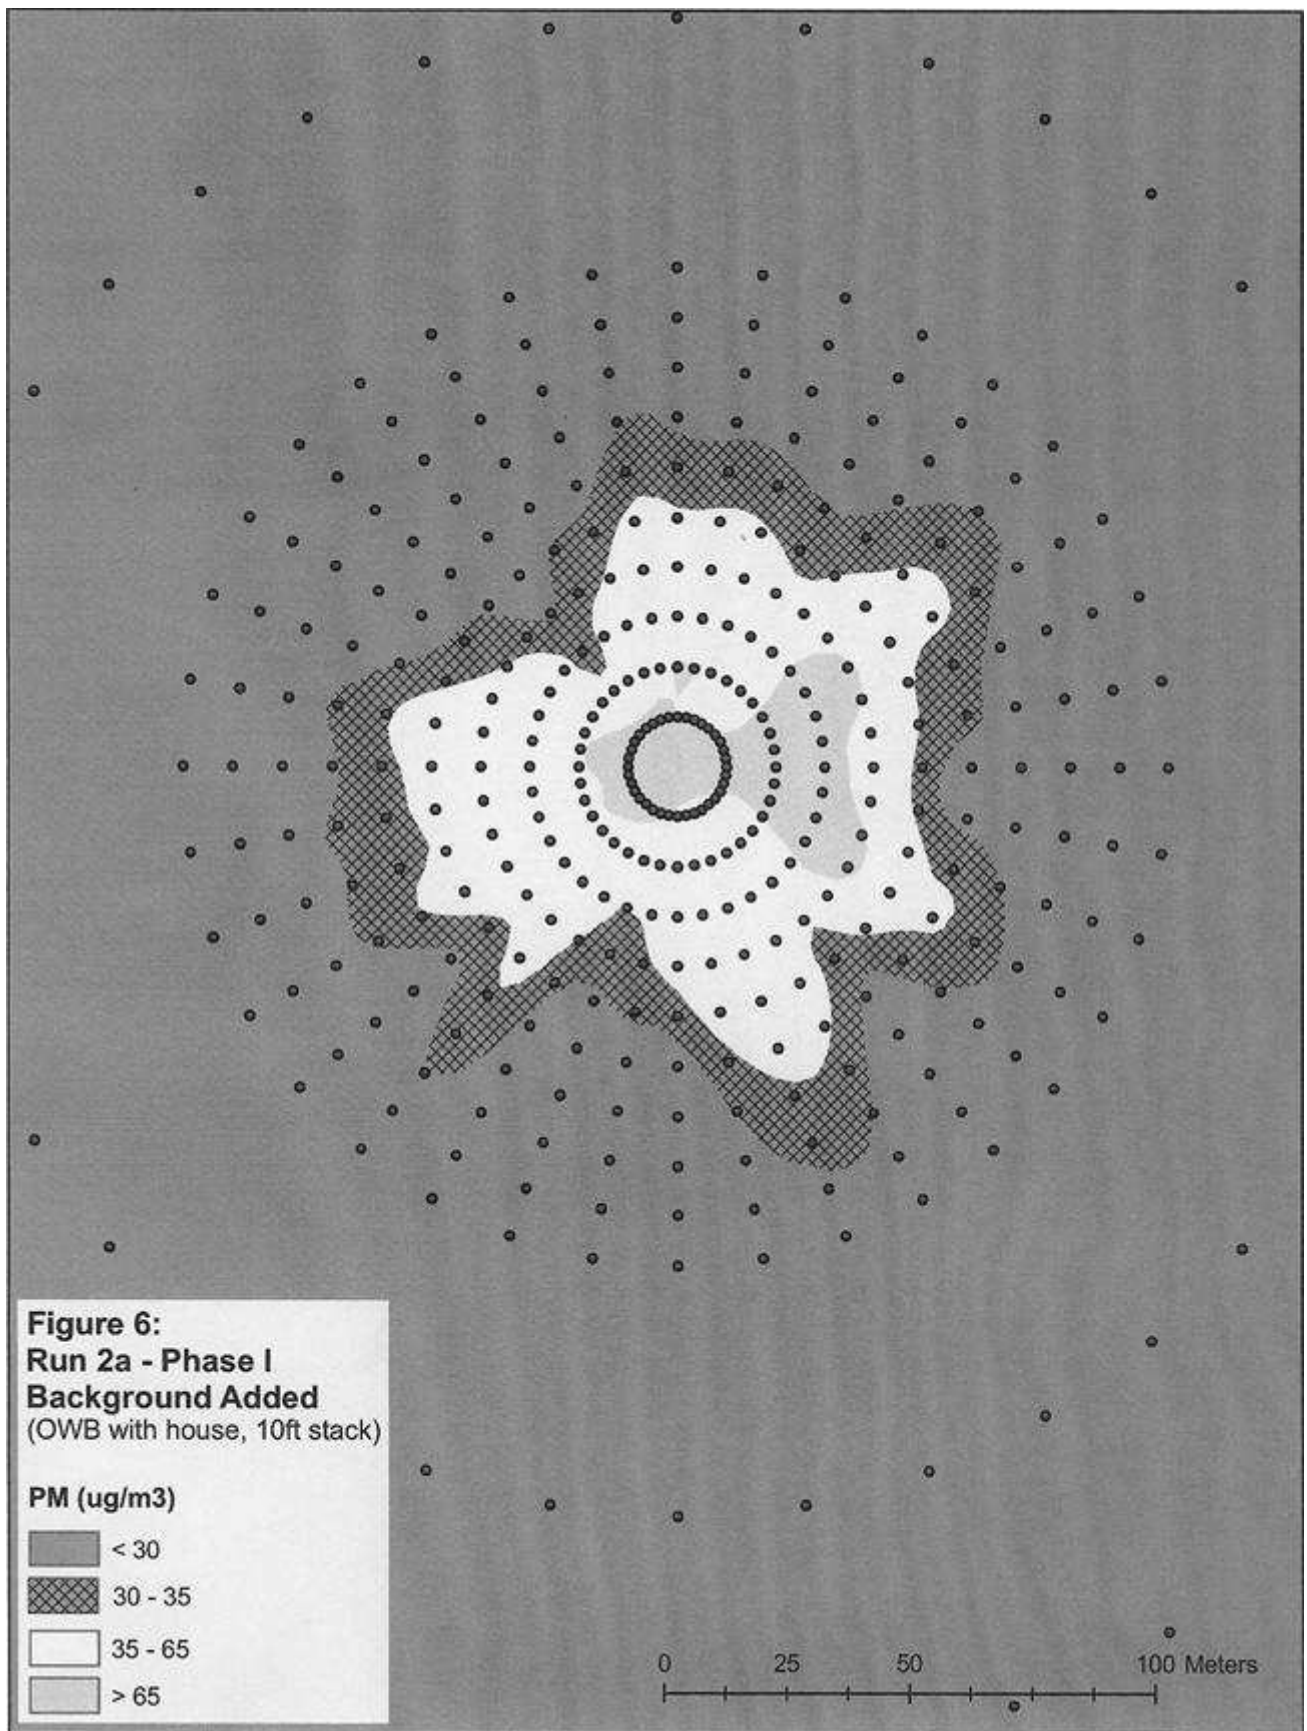 Figure 6:
Run 2a - Phase I
Background Added
(OWB with house, 10ft stack)
PM (ug/m3)
< 30
30 - 35
35 - 65
> 65
0 25 50 100 Meters